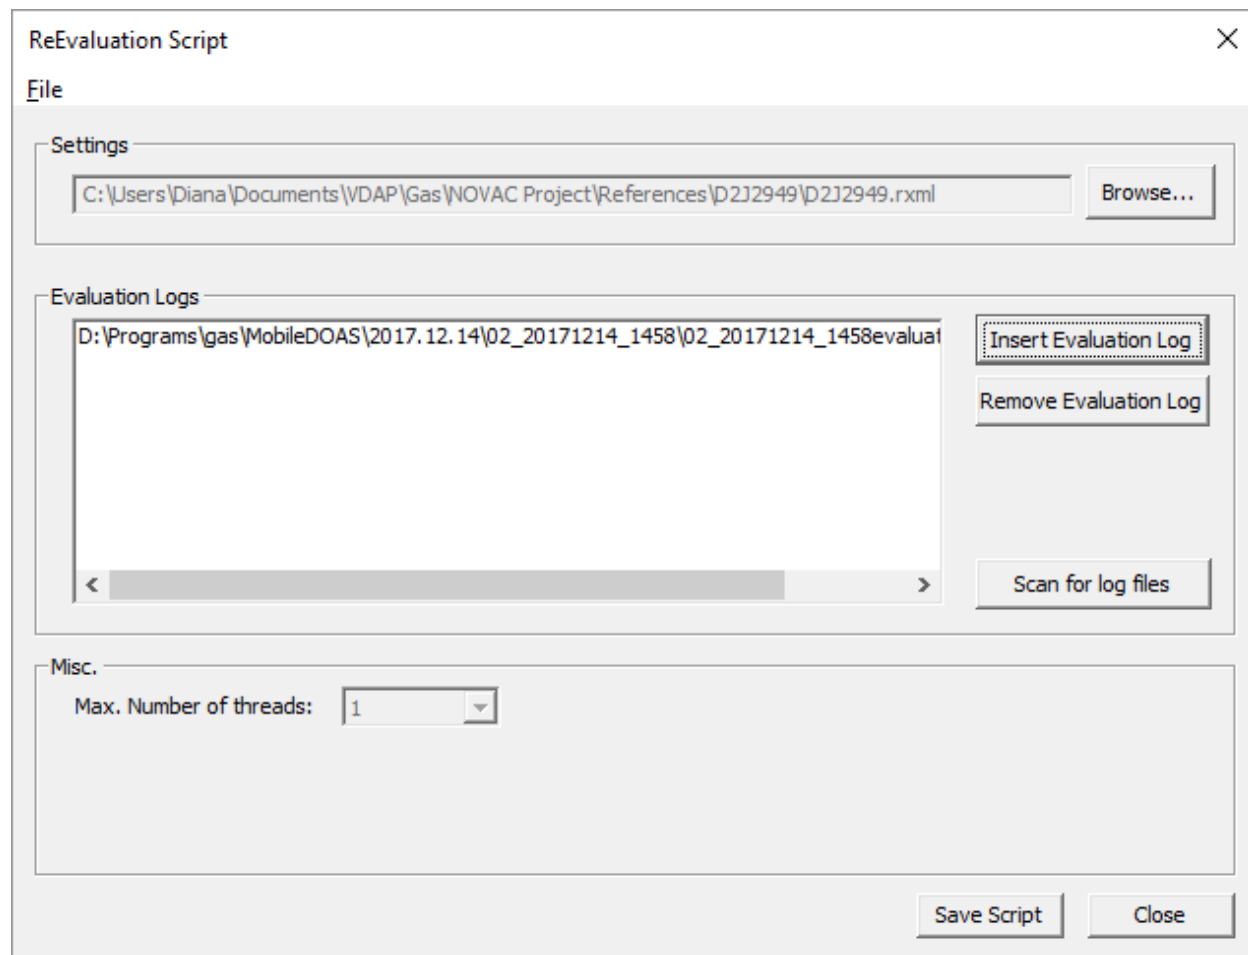 ReEvaluation Script
File
Settings
C:\Users\Diana\Documents\VDAP\Gas\NOVAC Project\References\D2J2949\D2J2949.rxml
Browse...
Evaluation Logs
D:\Programs\gas\MobileDOAS\2017.12.14\02_20171214_1458\02_20171214_1458evaluat
Insert Evaluation Log
Remove Evaluation Log
Scan for log files
Misc.
Max. Number of threads: 1
Save Script Close